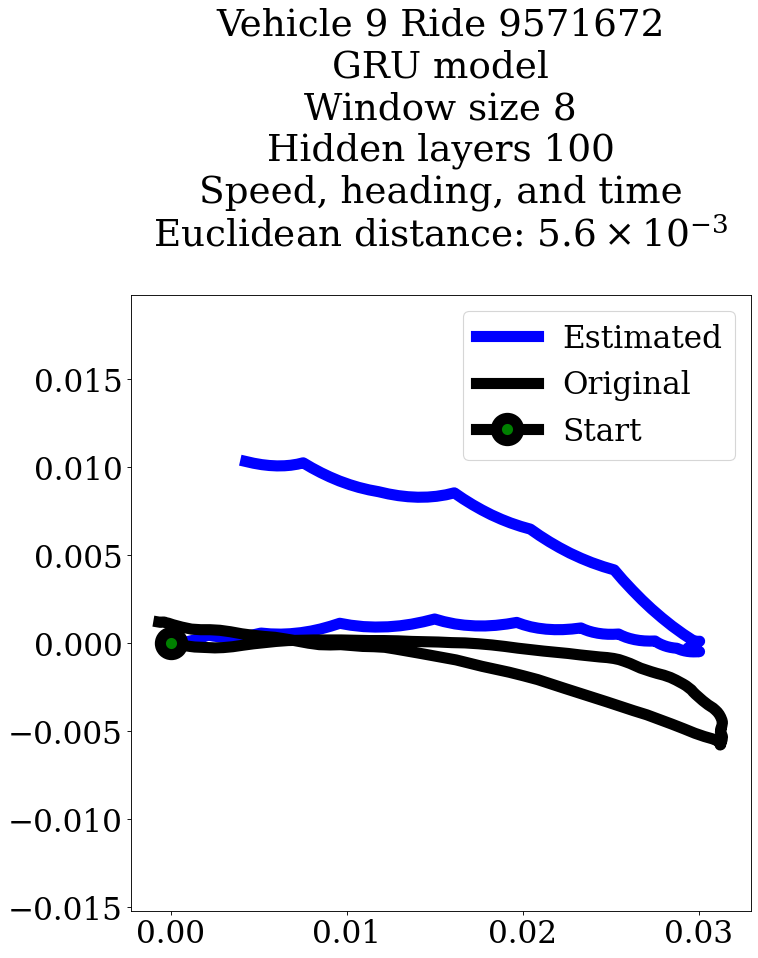 Vehicle 9 Ride 9571672
GRU model
Window size 8
Hidden layers 100
Speed, heading, and time
Euclidean distance: 5.6 × 10⁻³
Estimated
Original
Start
0.015
0.010
0.005
0.000
−0.005
−0.010
−0.015
0.00 0.01 0.02 0.03